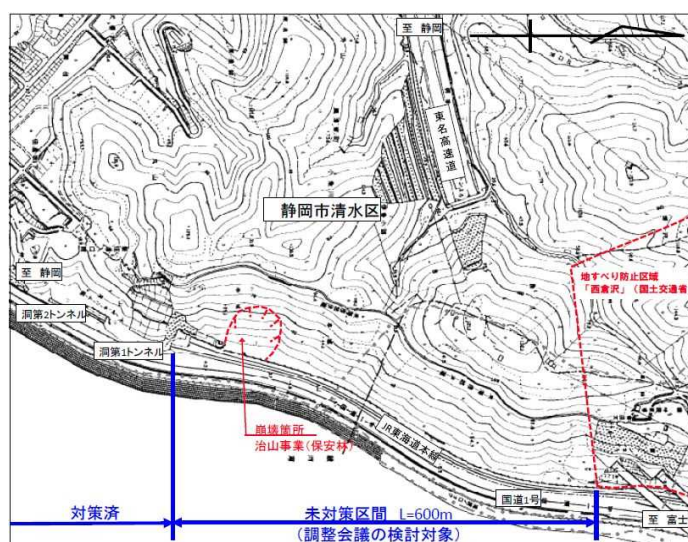 至 静岡
東名高速道
静岡市清水区
至 静岡
洞第2トンネル
洞第1トンネル
地すべり防止区域
「西倉沢」(国土交通省
崩壊箇所
治山事業(保安林)
JR東海道本線
国道1号
至 富士
対策済
未対策区間 L=600m
(調整会議の検討対象)